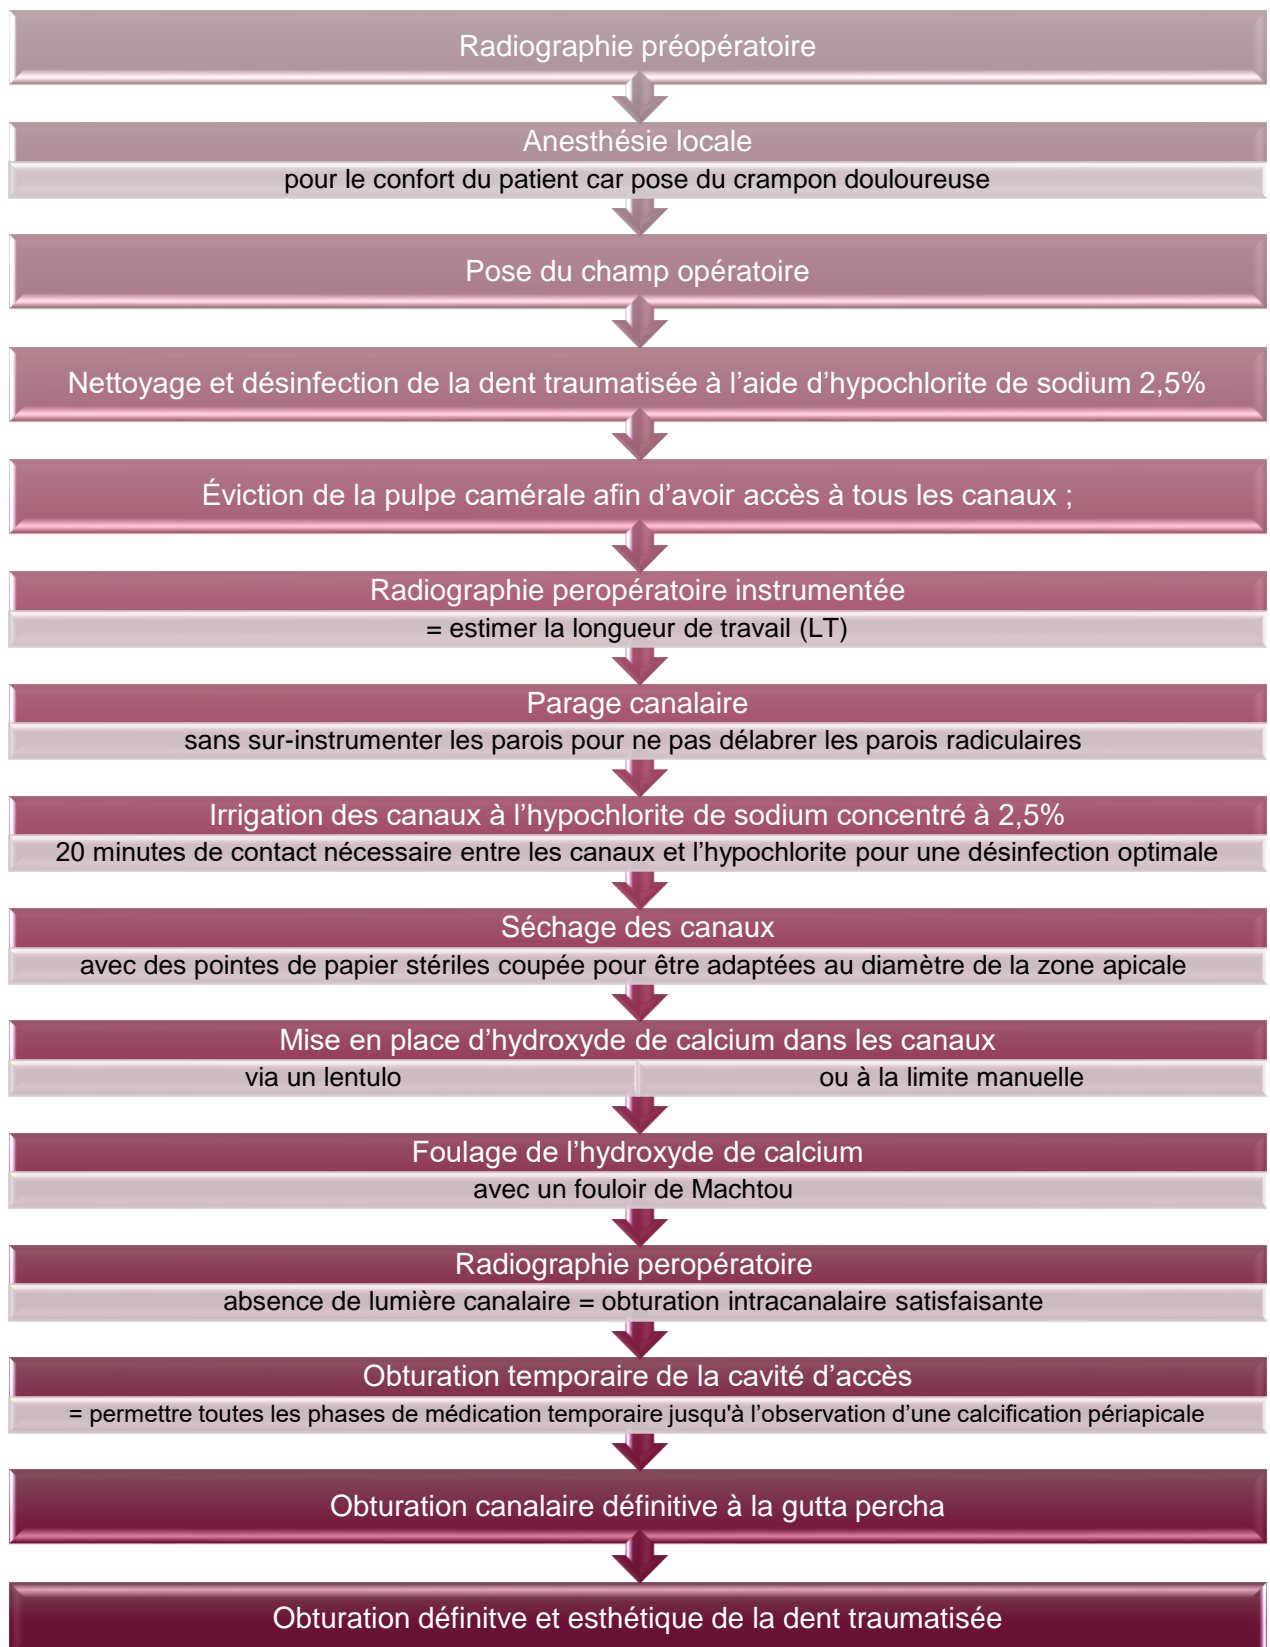 Radiographie préopératoire
Anesthésie locale
pour le confort du patient car pose du crampon douloureuse
Pose du champ opératoire
Nettoyage et désinfection de la dent traumatisée à l’aide d’hypochlorite de sodium 2,5%
Éviction de la pulpe camérale afin d’avoir accès à tous les canaux ;
Radiographie peropératoire instrumentée
= estimer la longueur de travail (LT)
Parage canalaire
sans sur-instrumenter les parois pour ne pas délabrer les parois radiculaires
Irrigation des canaux à l’hypochlorite de sodium concentré à 2,5%
20 minutes de contact nécessaire entre les canaux et l’hypochlorite pour une désinfection optimale
Séchage des canaux
avec des pointes de papier stériles coupée pour être adaptées au diamètre de la zone apicale
Mise en place d’hydroxyde de calcium dans les canaux
via un lentulo
ou à la limite manuelle
Foulage de l’hydroxyde de calcium
avec un fouloir de Machtou
Radiographie peropératoire
absence de lumière canalaire = obturation intracanalaire satisfaisante
Obturation temporaire de la cavité d’accès
= permettre toutes les phases de médication temporaire jusqu'à l’observation d’une calcification périapicale
Obturation canalaire définitive à la gutta percha
Obturation définitve et esthétique de la dent traumatisée